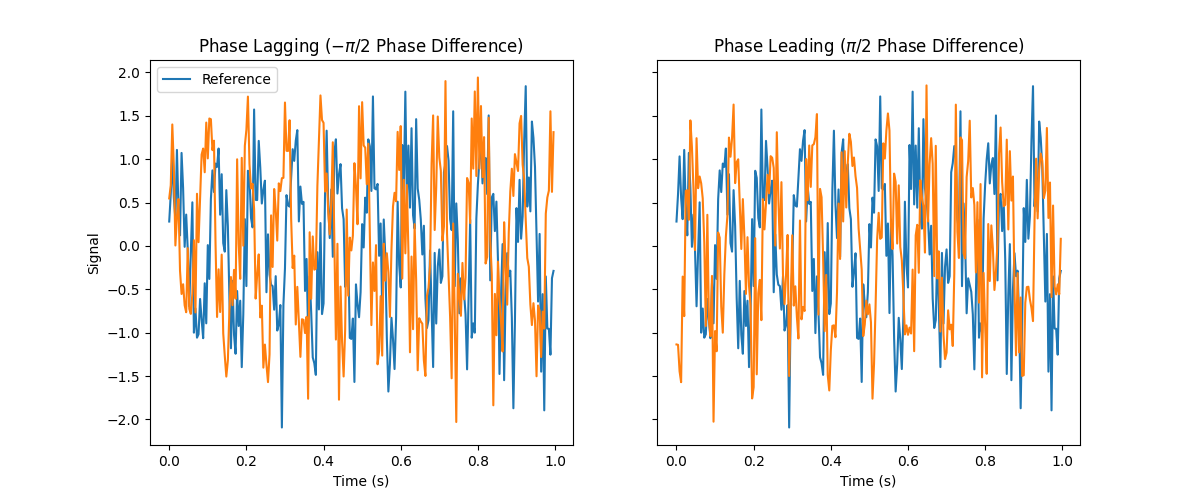 Phase Lagging (−π/2 Phase Difference)
Phase Leading (π/2 Phase Difference)
Reference
Signal
2.0
1.5
1.0
0.5
0.0
−0.5
−1.0
−1.5
−2.0
0.0 0.2 0.4 0.6 0.8 1.0
0.0 0.2 0.4 0.6 0.8 1.0
Time (s)
Time (s)